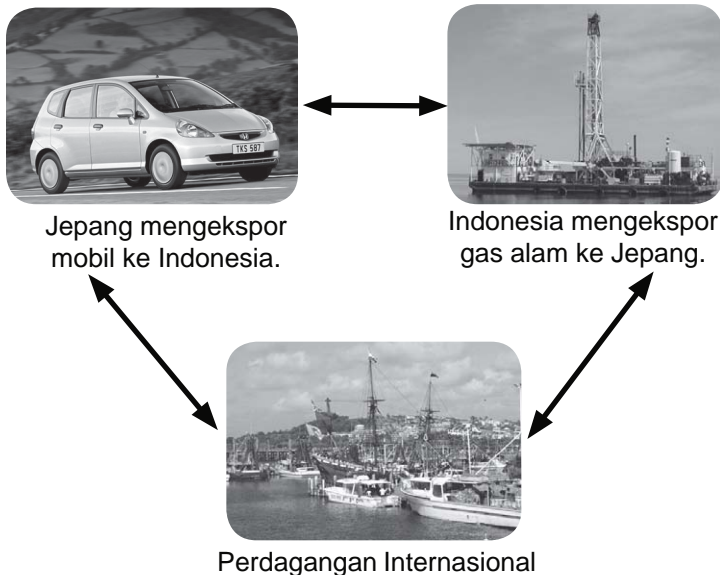 TKS 587
Jepang mengekspor
mobil ke Indonesia.
Indonesia mengekspor
gas alam ke Jepang.
Perdagangan Internasional